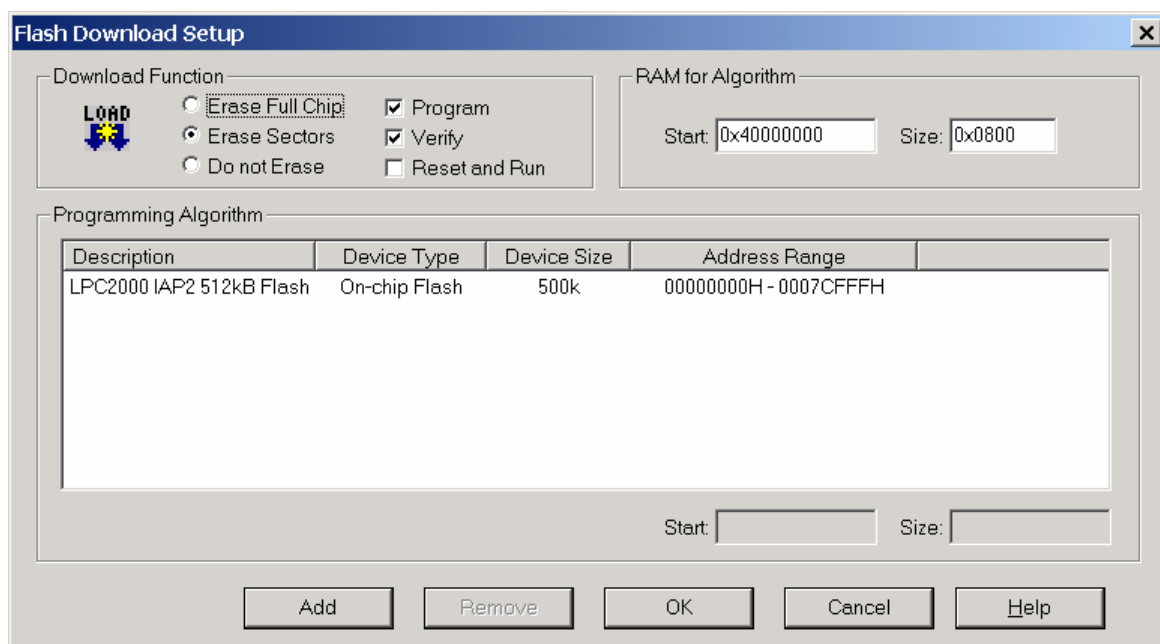 Flash Download Setup
Download Function
LOAD
Erase Full Chip
Program
Erase Sectors
Verify
Do not Erase
Reset and Run
RAM for Algorithm
Start: 0x40000000 Size: 0x0800
Programming Algorithm
Description Device Type Device Size Address Range
LPC2000 IAP2 512kB Flash On-chip Flash 500k 00000000H - 0007CFFFH
Start: Size:
Add Remove OK Cancel Help